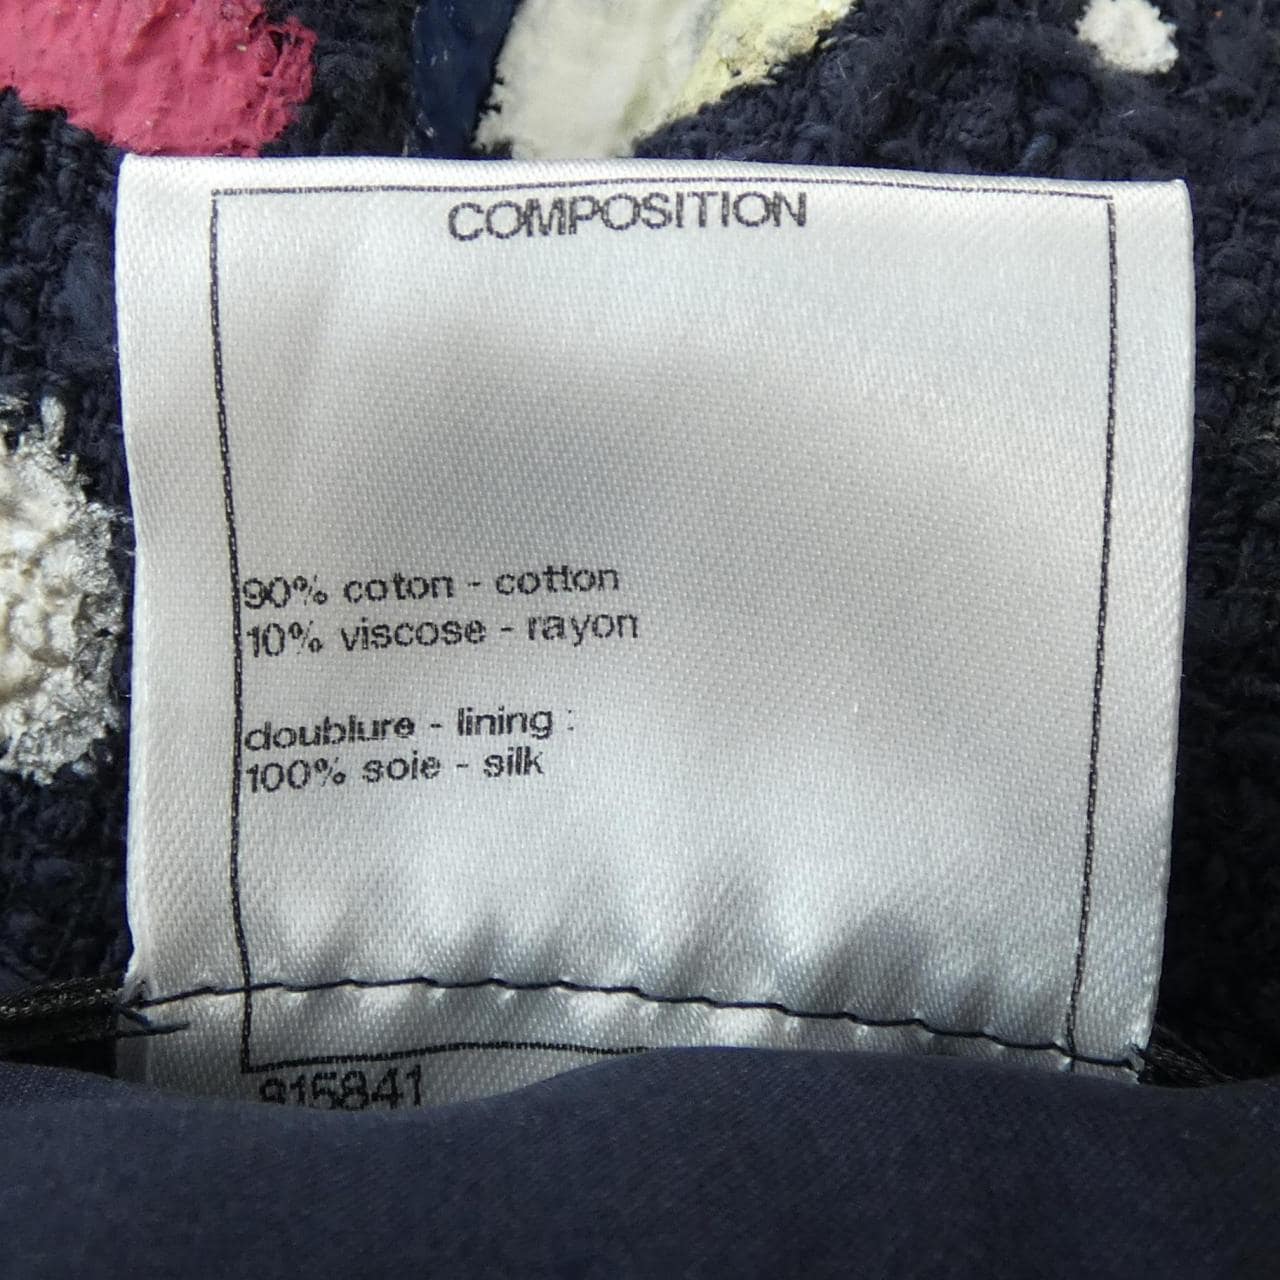 COMPOSITION
90% coton - cotton
10% viscose - rayon
doublure - lining :
100% soie - silk
915841